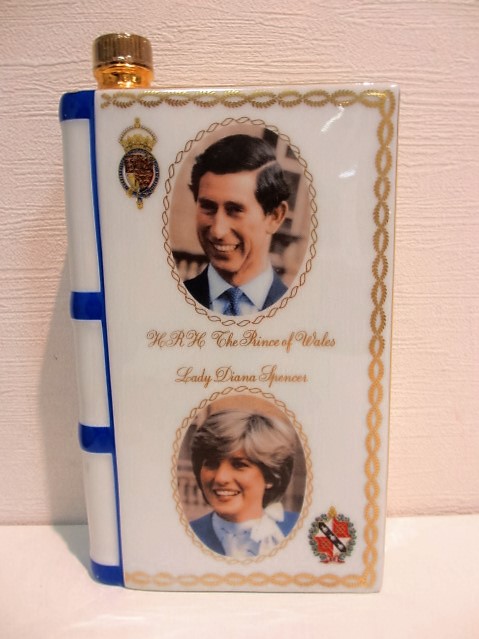 H.R.H The Prince of Wales
Lady Diana Spencer